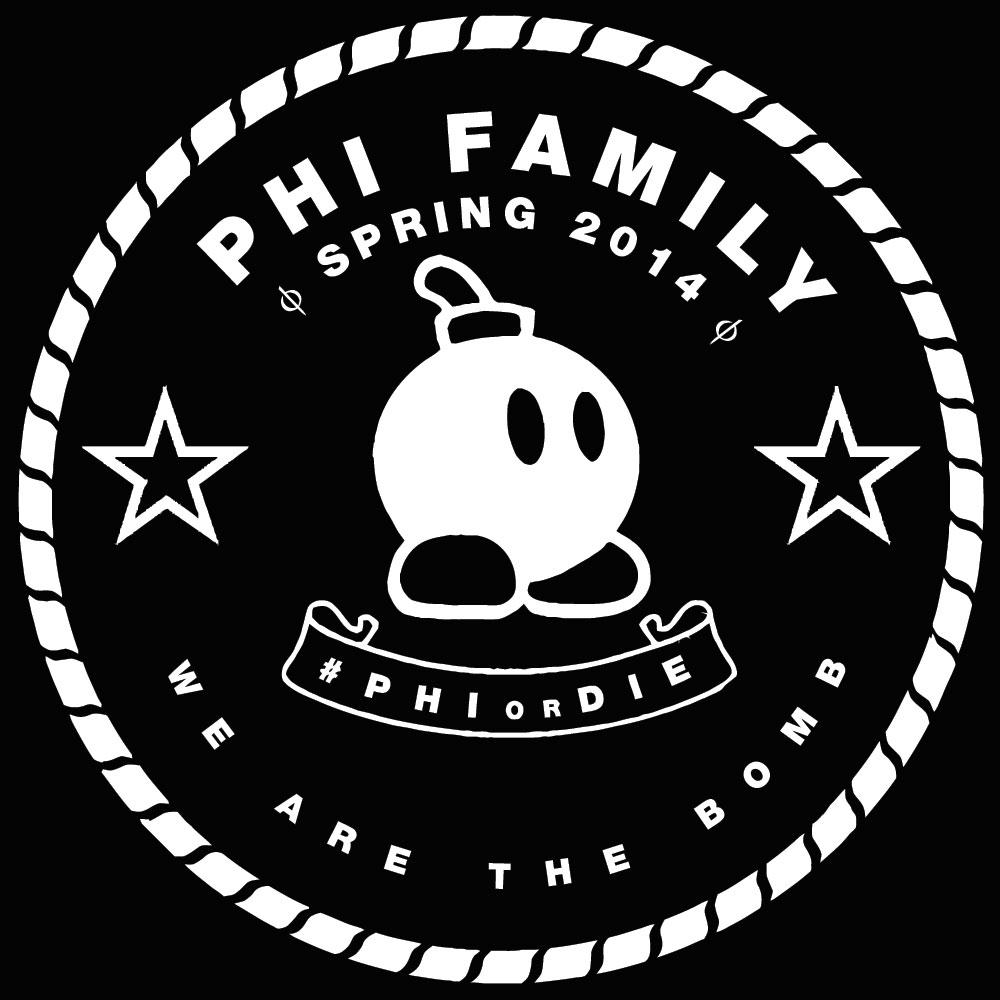 PHI FAMILY
SPRING 2014
#PHIORDIE
WE ARE THE BOMB